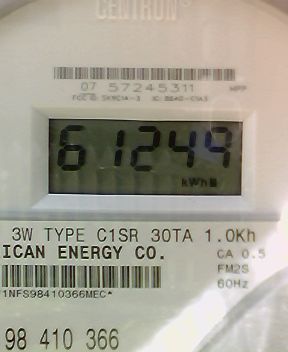 CENTRON®
07 57245311
61249
kWh
3W TYPE C1SR 30TA 1.0Kh
ICAN ENERGY CO.
CA 0.5
FM2S
60Hz
1NFS98410366MEC*
98 410 366